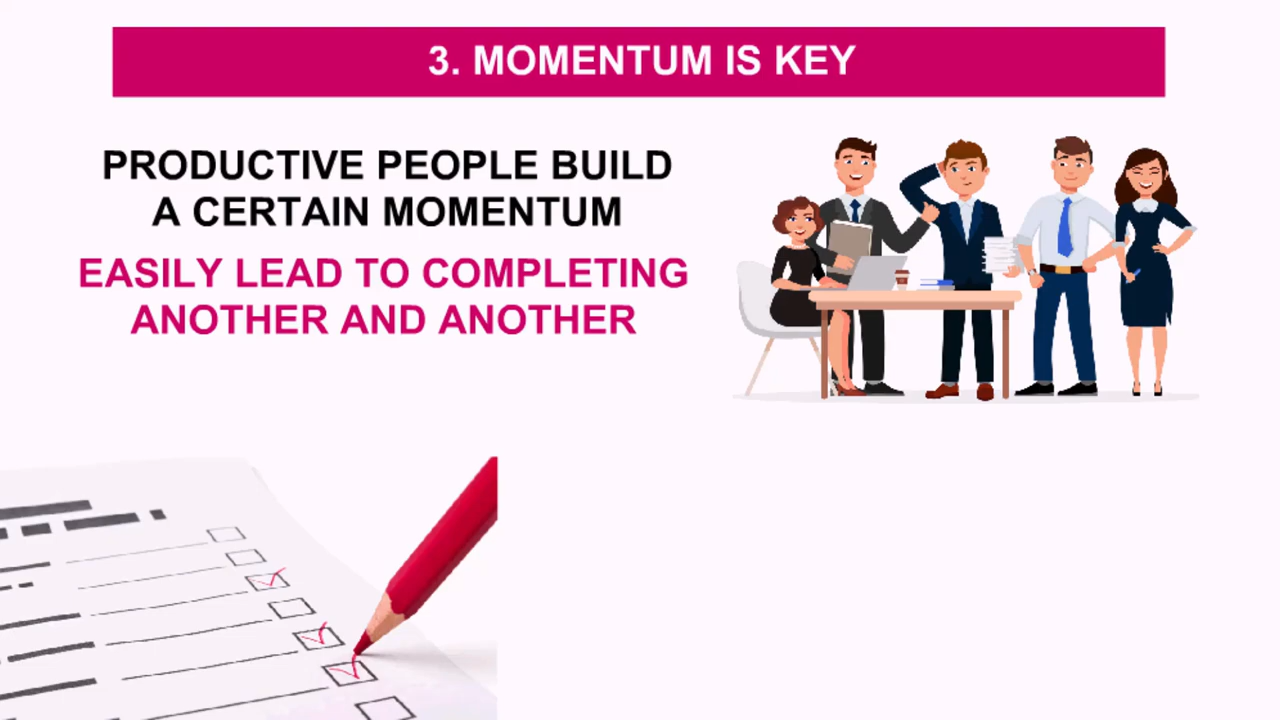 3. MOMENTUM IS KEY
PRODUCTIVE PEOPLE BUILD
A CERTAIN MOMENTUM
EASILY LEAD TO COMPLETING
ANOTHER AND ANOTHER